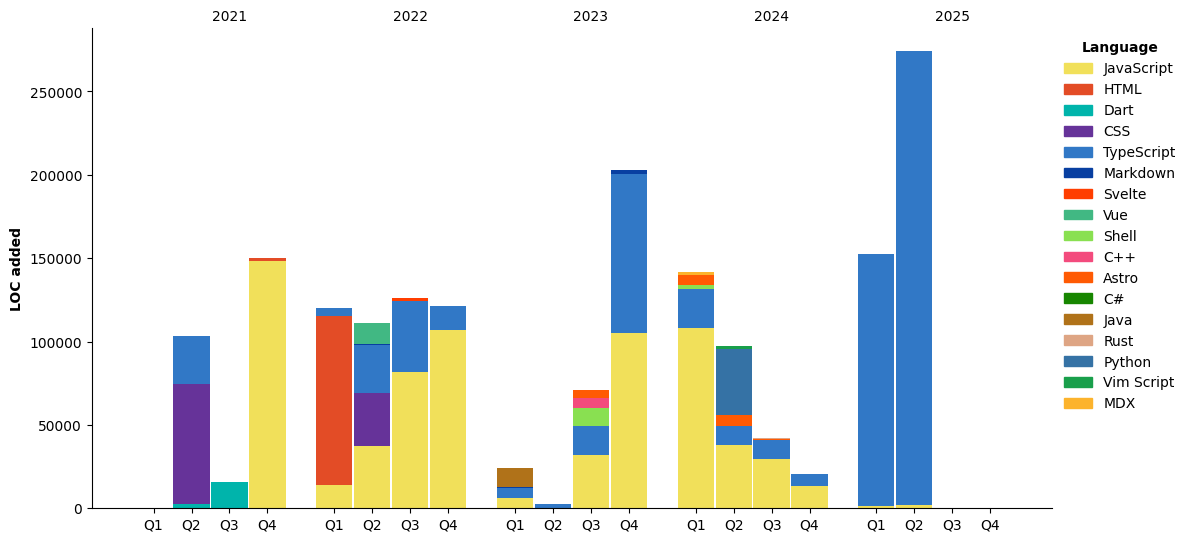 2021 2022 2023 2024 2025
LOC added
250000
200000
150000
100000
50000
0
Q1 Q2 Q3 Q4 Q1 Q2 Q3 Q4 Q1 Q2 Q3 Q4 Q1 Q2 Q3 Q4 Q1 Q2 Q3 Q4
Language
JavaScript
HTML
Dart
CSS
TypeScript
Markdown
Svelte
Vue
Shell
C++
Astro
C#
Java
Rust
Python
Vim Script
MDX